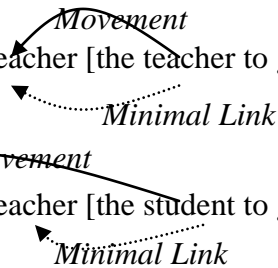 Movement
eacher [the teacher to
Minimal Link
vement
eacher [the student to
Minimal Link